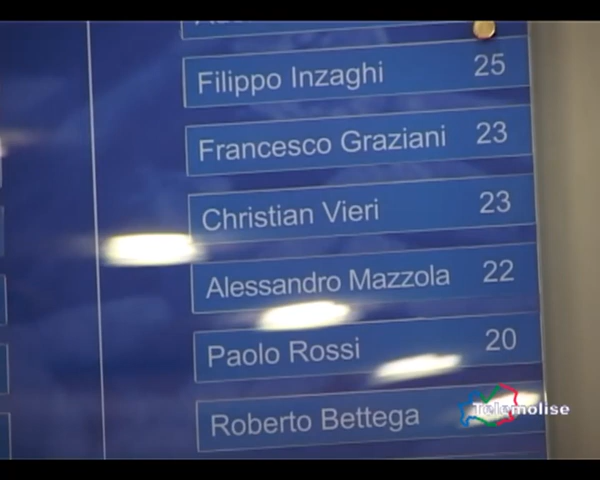 Filippo Inzaghi 25
Francesco Graziani 23
Christian Vieri 23
Alessandro Mazzola 22
Paolo Rossi 20
Roberto Bettega
Telemolise